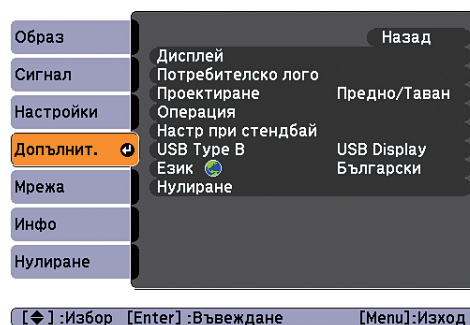 Образ
Сигнал
Настройки
Допълнит.
Мрежа
Инфо
Нулиране
Назад
Дисплей
Потребителско лого
Проектиране Предно/Таван
Операция
Настр при стендбай
USB Type B USB Display
Език Български
Нулиране
[◆] :Избор [Enter] :Въвеждане [Menu]:Изход